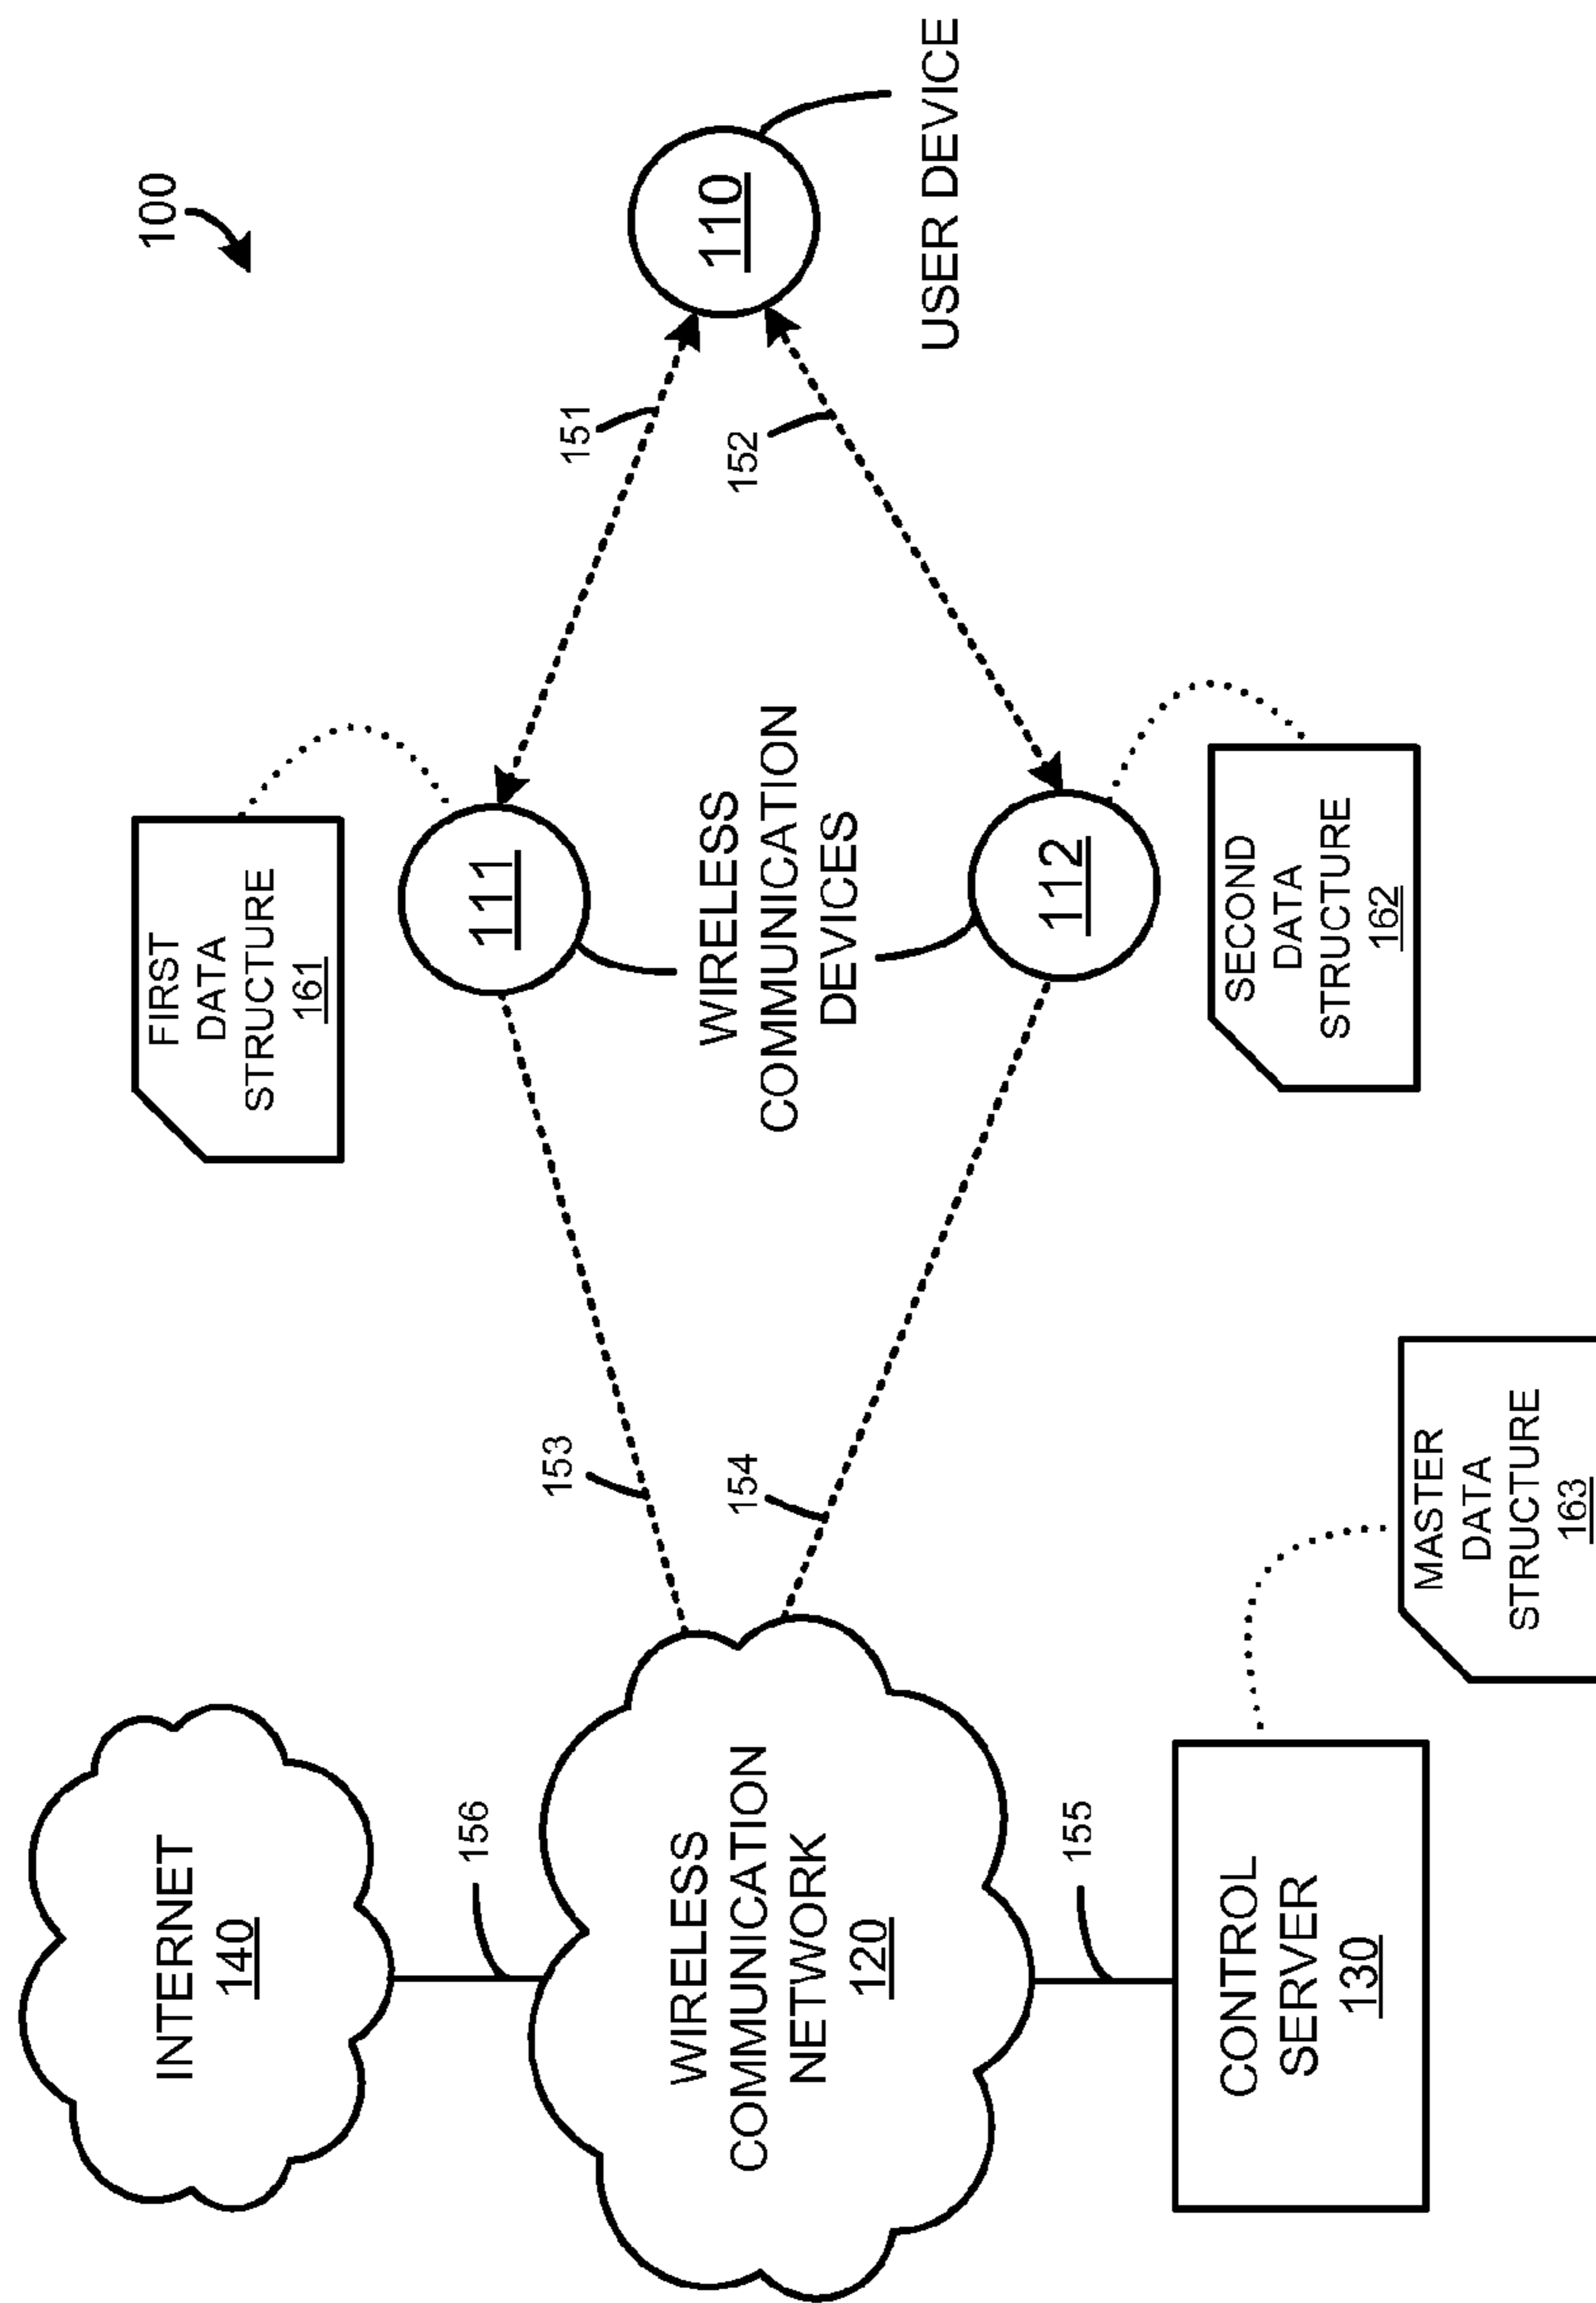 100
INTERNET
140
156
WIRELESS
COMMUNICATION
NETWORK
120
155
CONTROL
SERVER
130
MASTER
DATA
STRUCTURE
163
153
154
FIRST
DATA
STRUCTURE
161
111
WIRELESS
COMMUNICATION
DEVICES
112
SECOND
DATA
STRUCTURE
162
151
152
110
USER DEVICE